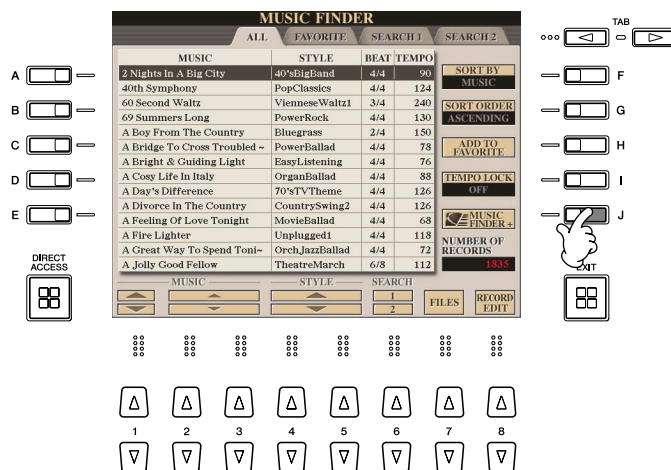 MUSIC FINDER
ALL FAVORITE SEARCH 1 SEARCH 2
TAB
MUSIC STYLE BEAT TEMPO
2 Nights In A Big City 40'sBigBand 4/4 90
40th Symphony PopClassics 4/4 124
60 Second Waltz VienneseWaltz1 3/4 240
69 Summers Long PowerRock 4/4 130
A Boy From The Country Bluegrass 2/4 150
A Bridge To Cross Troubled ~ PowerBallad 4/4 78
A Bright & Guiding Light EasyListening 4/4 76
A Cosy Life In Italy OrganBallad 4/4 88
A Day's Difference 70'sTVTheme 4/4 126
A Divorce In The Country CountrySwing2 4/4 126
A Feeling Of Love Tonight MovieBallad 4/4 68
A Fire Lighter Unplugged1 4/4 118
A Great Way To Spend Toni~ OrchJazzBallad 4/4 72
A Jolly Good Fellow TheatreMarch 6/8 112
SORT BY
MUSIC
SORT ORDER
ASCENDING
ADD TO
FAVORITE
TEMPO LOCK
OFF
MUSIC
FINDER +
NUMBER OF
RECORDS
1835
MUSIC STYLE SEARCH
1
2
FILES
RECORD
EDIT
A
B
C
D
E
F
G
H
I
J
DIRECT
ACCESS
EXIT
1 2 3 4 5 6 7 8